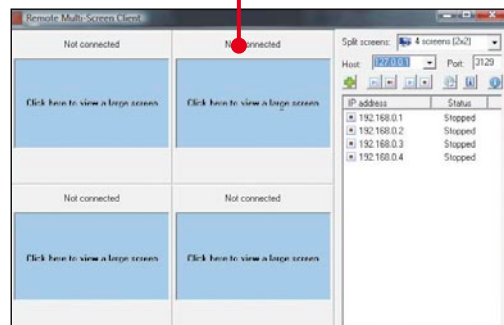 Remote Multi-Screen Client
Not connected
Not connected
Click here to view a large screen
Click here to view a large screen
Not connected
Not connected
Click here to view a large screen
Click here to view a large screen
Split screens: 4 screens (2x2)
Host: 127.0.0.1 Port: 3129
IP address Status
192.168.0.1 Stopped
192.168.0.2 Stopped
192.168.0.3 Stopped
192.168.0.4 Stopped